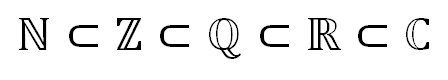 ℕ ⊂ ℤ ⊂ ℚ ⊂ ℝ ⊂ ℂ